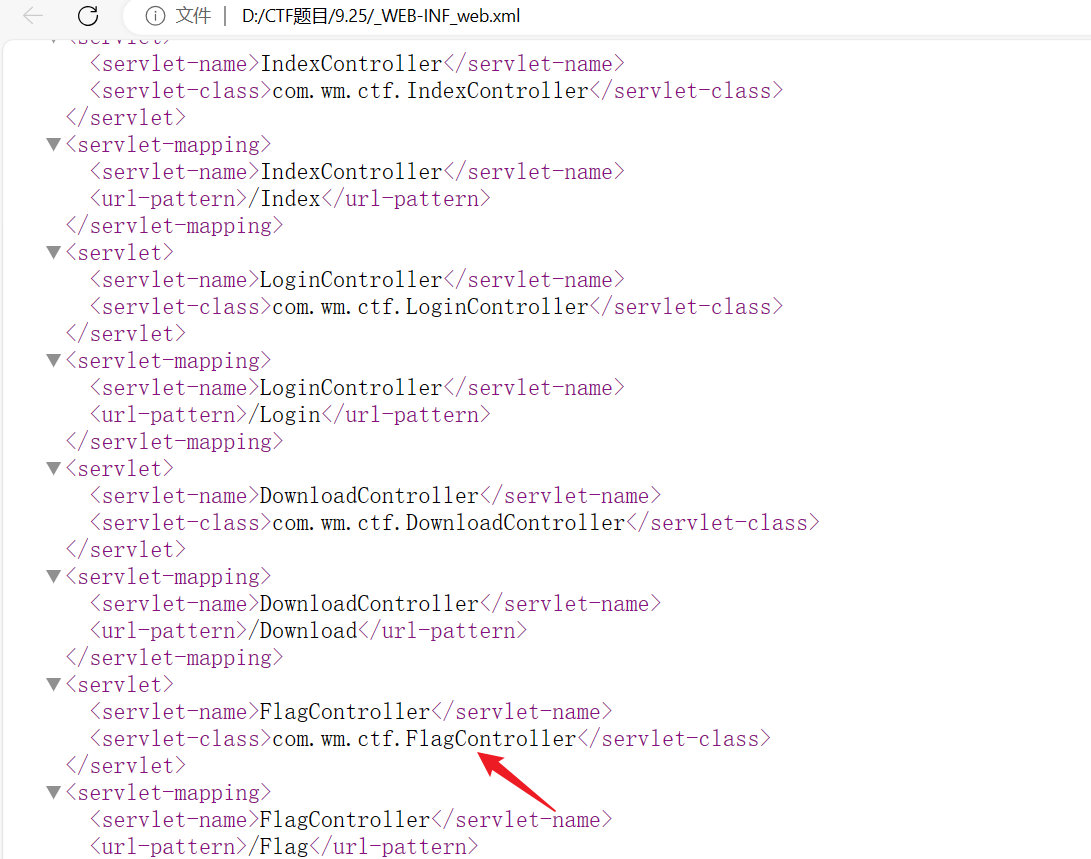 文件 | D:/CTF题目/9.25/_WEB-INF_web.xml
▼<servlet>
<servlet-name>IndexController</servlet-name>
<servlet-class>com.wm.ctf.IndexController</servlet-class>
</servlet>
▼<servlet-mapping>
<servlet-name>IndexController</servlet-name>
<url-pattern>/Index</url-pattern>
</servlet-mapping>
▼<servlet>
<servlet-name>LoginController</servlet-name>
<servlet-class>com.wm.ctf.LoginController</servlet-class>
</servlet>
▼<servlet-mapping>
<servlet-name>LoginController</servlet-name>
<url-pattern>/Login</url-pattern>
</servlet-mapping>
▼<servlet>
<servlet-name>DownloadController</servlet-name>
<servlet-class>com.wm.ctf.DownloadController</servlet-class>
</servlet>
▼<servlet-mapping>
<servlet-name>DownloadController</servlet-name>
<url-pattern>/Download</url-pattern>
</servlet-mapping>
▼<servlet>
<servlet-name>FlagController</servlet-name>
<servlet-class>com.wm.ctf.FlagController</servlet-class>
</servlet>
▼<servlet-mapping>
<servlet-name>FlagController</servlet-name>
<url-pattern>/Flag</url-pattern>